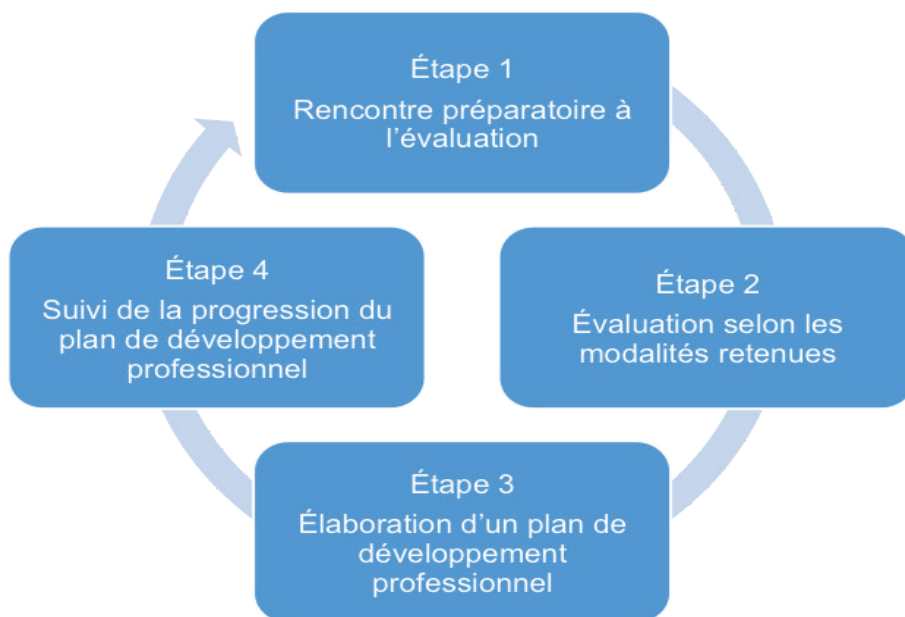 Étape 1
Rencontre préparatoire à
l’évaluation
Étape 2
Évaluation selon les
modalités retenues
Étape 3
Élaboration d’un plan de
développement
professionnel
Étape 4
Suivi de la progression du
plan de développement
professionnel